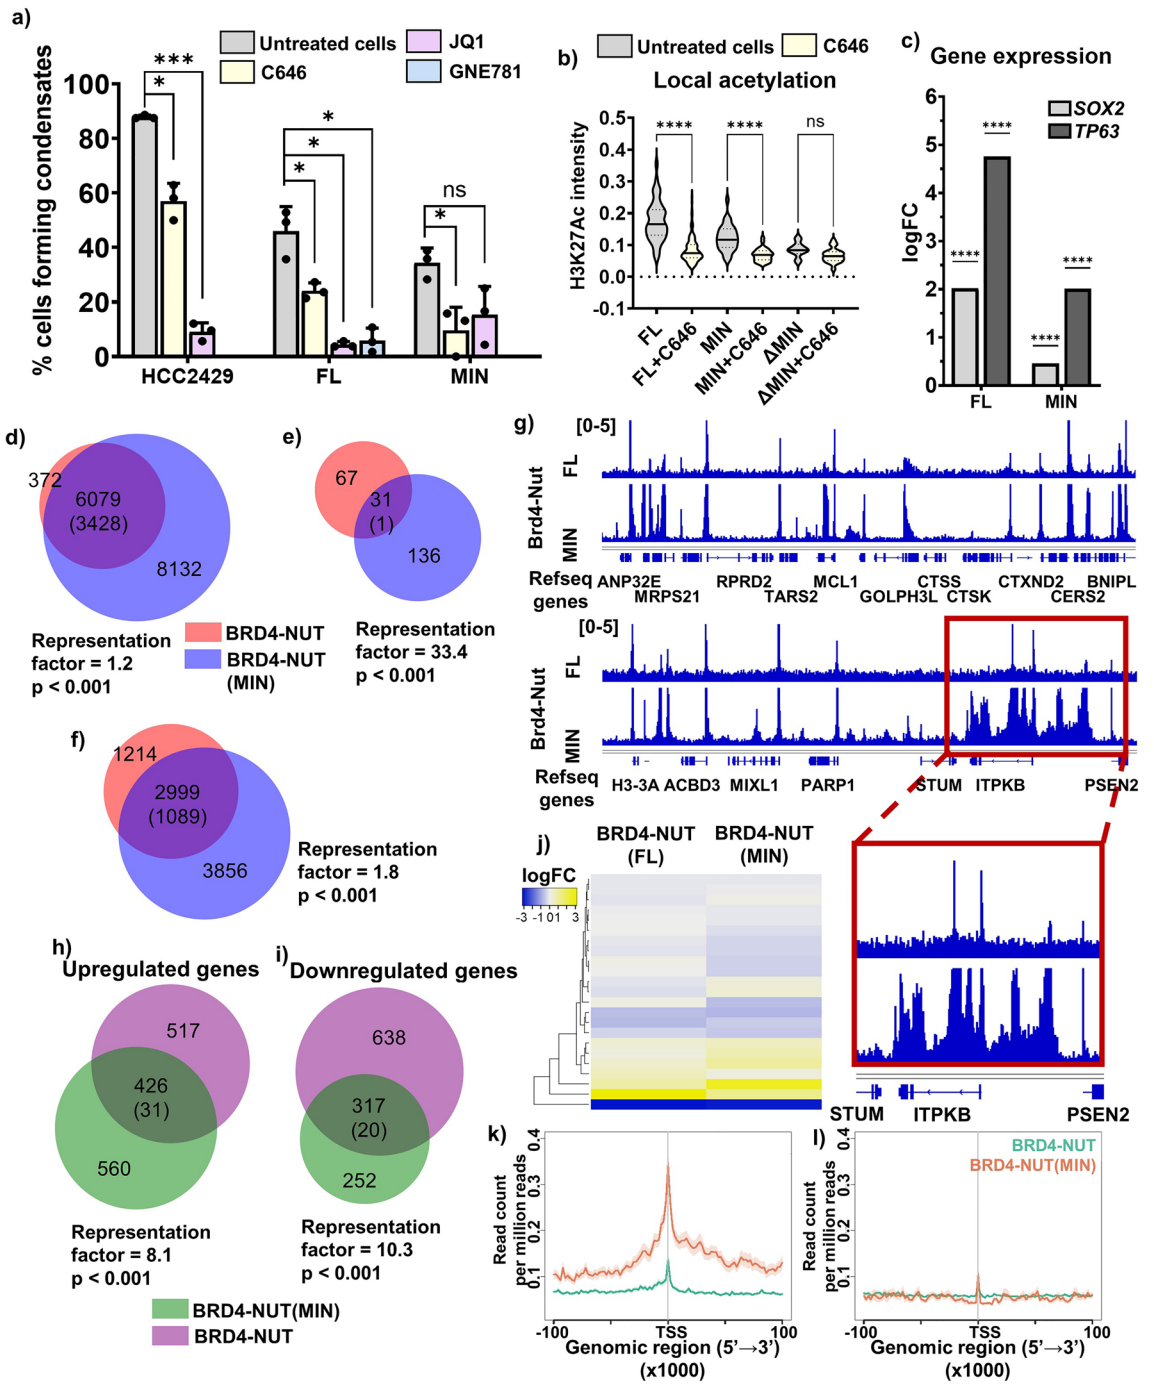 a)
Untreated cells
C646
JQ1
GNE781
% cells forming condensates
100
80
60
40
20
0
***
*
*
*
*
ns
*
HCC2429
FL
MIN
b)
Untreated cells
C646
Local acetylation
H3K27Ac intensity
0.5
0.4
0.3
0.2
0.1
0.0
-0.1
****
****
ns
FL
FL+C646
MIN
MIN+C646
ΔMIN
ΔMIN+C646
c)
Gene expression
SOX2
TP63
logFC
6
5
4
3
2
1
0
****
****
****
****
FL
MIN
d)
372
6079
(3428)
8132
Representation
factor = 1.2
p < 0.001
BRD4-NUT
BRD4-NUT
(MIN)
e)
67
31
(1)
136
Representation
factor = 33.4
p < 0.001
f)
1214
2999
(1089)
3856
Representation
factor = 1.8
p < 0.001
g)
[0-5]
Brd4-Nut
FL
MIN
Refseq
genes
ANP32E
MRPS21
RPRD2
TARS2
MCL1
GOLPH3L
CTSS
CTSK
CTXND2
CERS2
BNIPL
[0-5]
Brd4-Nut
FL
MIN
Refseq
genes
H3-3A
ACBD3
MIXL1
PARP1
STUM
ITPKB
PSEN2
STUM
ITPKB
PSEN2
h)
Upregulated genes
517
426
(31)
560
Representation
factor = 8.1
p < 0.001
i)
Downregulated genes
638
317
(20)
252
Representation
factor = 10.3
p < 0.001
BRD4-NUT(MIN)
BRD4-NUT
j)
BRD4-NUT
(FL)
BRD4-NUT
(MIN)
logFC
-3 -1 0 1 3
k)
Read count
per million reads
0.4
0.3
0.2
0.1
-100
TSS
100
Genomic region (5'→3')
(x1000)
l)
BRD4-NUT
BRD4-NUT(MIN)
Read count
per million reads
0.4
0.3
0.2
0.1
-100
TSS
100
Genomic region (5'→3')
(x1000)